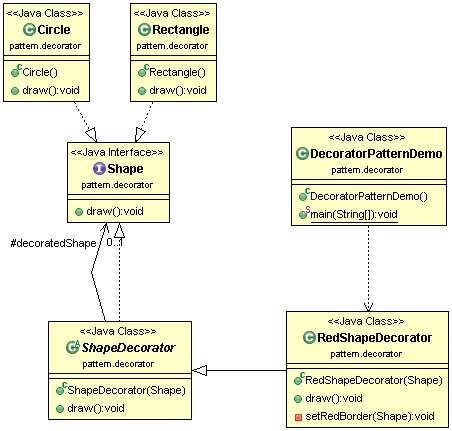 <<Java Class>>
Circle
pattern.decorator
Circle()
draw():void
<<Java Class>>
Rectangle
pattern.decorator
Rectangle()
draw():void
<<Java Interface>>
Shape
pattern.decorator
draw():void
<<Java Class>>
DecoratorPatternDemo
pattern.decorator
DecoratorPatternDemo()
main(String[]):void
#decoratedShape
0..1
<<Java Class>>
ShapeDecorator
pattern.decorator
ShapeDecorator(Shape)
draw():void
<<Java Class>>
RedShapeDecorator
pattern.decorator
RedShapeDecorator(Shape)
draw():void
setRedBorder(Shape):void